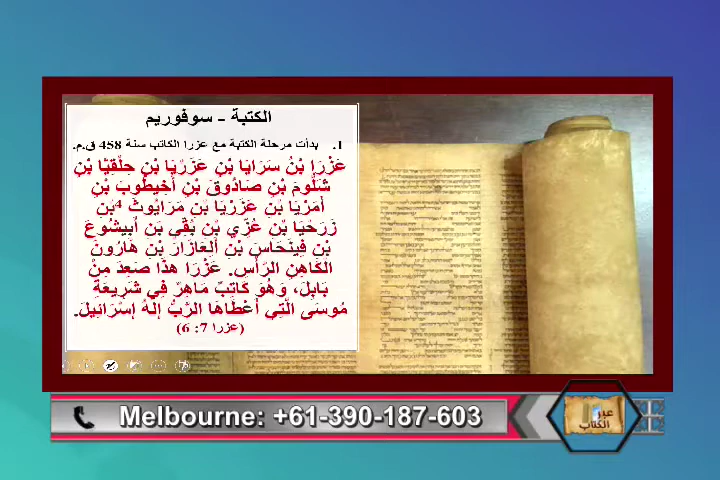 الكتبة - سوفوريم
1. بدأت مرحلة الكتبة مع عزرا الكاتب سنة 458 ق.م.
عَزْرَا بْنُ سَرَايَا بْنِ عَزَرْيَا بْنِ حِلْقِيَّا بْنِ
شَلُّومَ بْنِ صَادُوقَ بْنِ أَخِيطُوبَ بْنِ
أَمَرْيَا بْنِ عَزَرْيَا بْنِ مَرَايُوثَ 4بْنِ
زَرَحْيَا بْنِ عُزِّي بْنِ بُقِّي بْنِ أَبِيشُوعَ
بْنِ فِينَحَاسَ بْنِ أَلِعَازَارَ بْنِ هَارُونَ
الْكَاهِنِ الرَّأْسِ. عَزْرَا هذَا صَعِدَ مِنْ
بَابِلَ، وَهُوَ كَاتِبٌ مَاهِرٌ فِي شَرِيعَةِ
مُوسَى الَّتِي أَعْطَاهَا الرَّبُّ إِلهُ إِسْرَائِيلَ.
(عزرا 7: 6)
Melbourne: +61-390-187-603
عبر
الكتاب